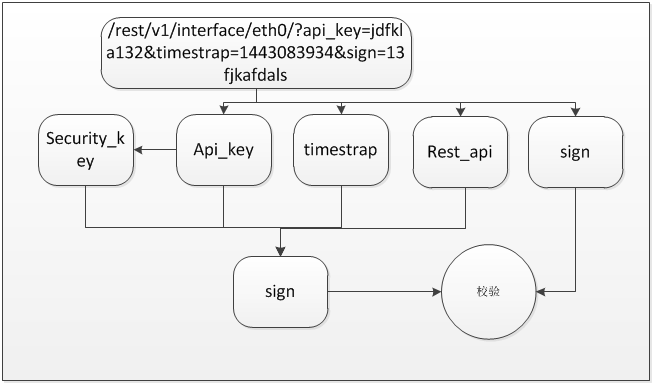 /rest/v1/interface/eth0/?api_key=jdfkl
a132&timestrap=1443083934&sign=13
fjkafdals
Security_k
ey
Api_key
timestrap
Rest_api
sign
sign
校验